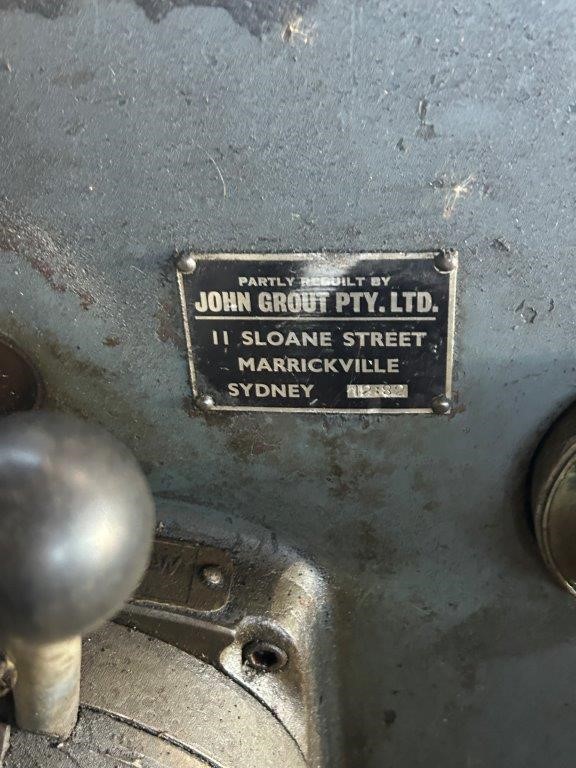 PARTLY REBUILT BY
JOHN GROUT PTY. LTD.
11 SLOANE STREET
MARRICKVILLE
SYDNEY